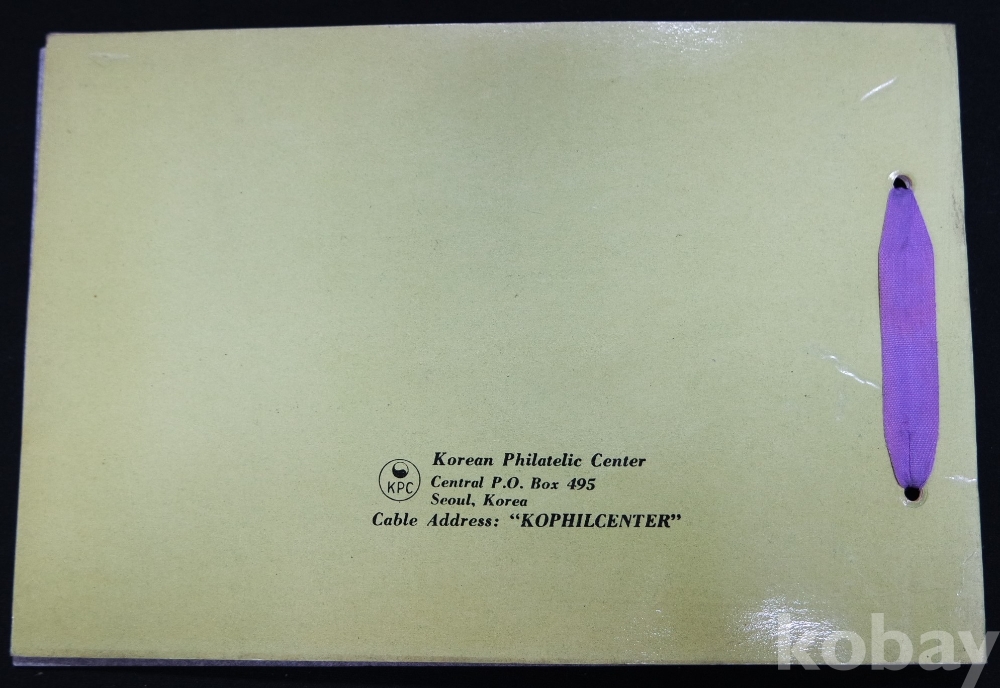 Korean Philatelic Center
KPC
Central P.O. Box 495
Seoul, Korea
Cable Address: "KOPHILCENTER"
kobay